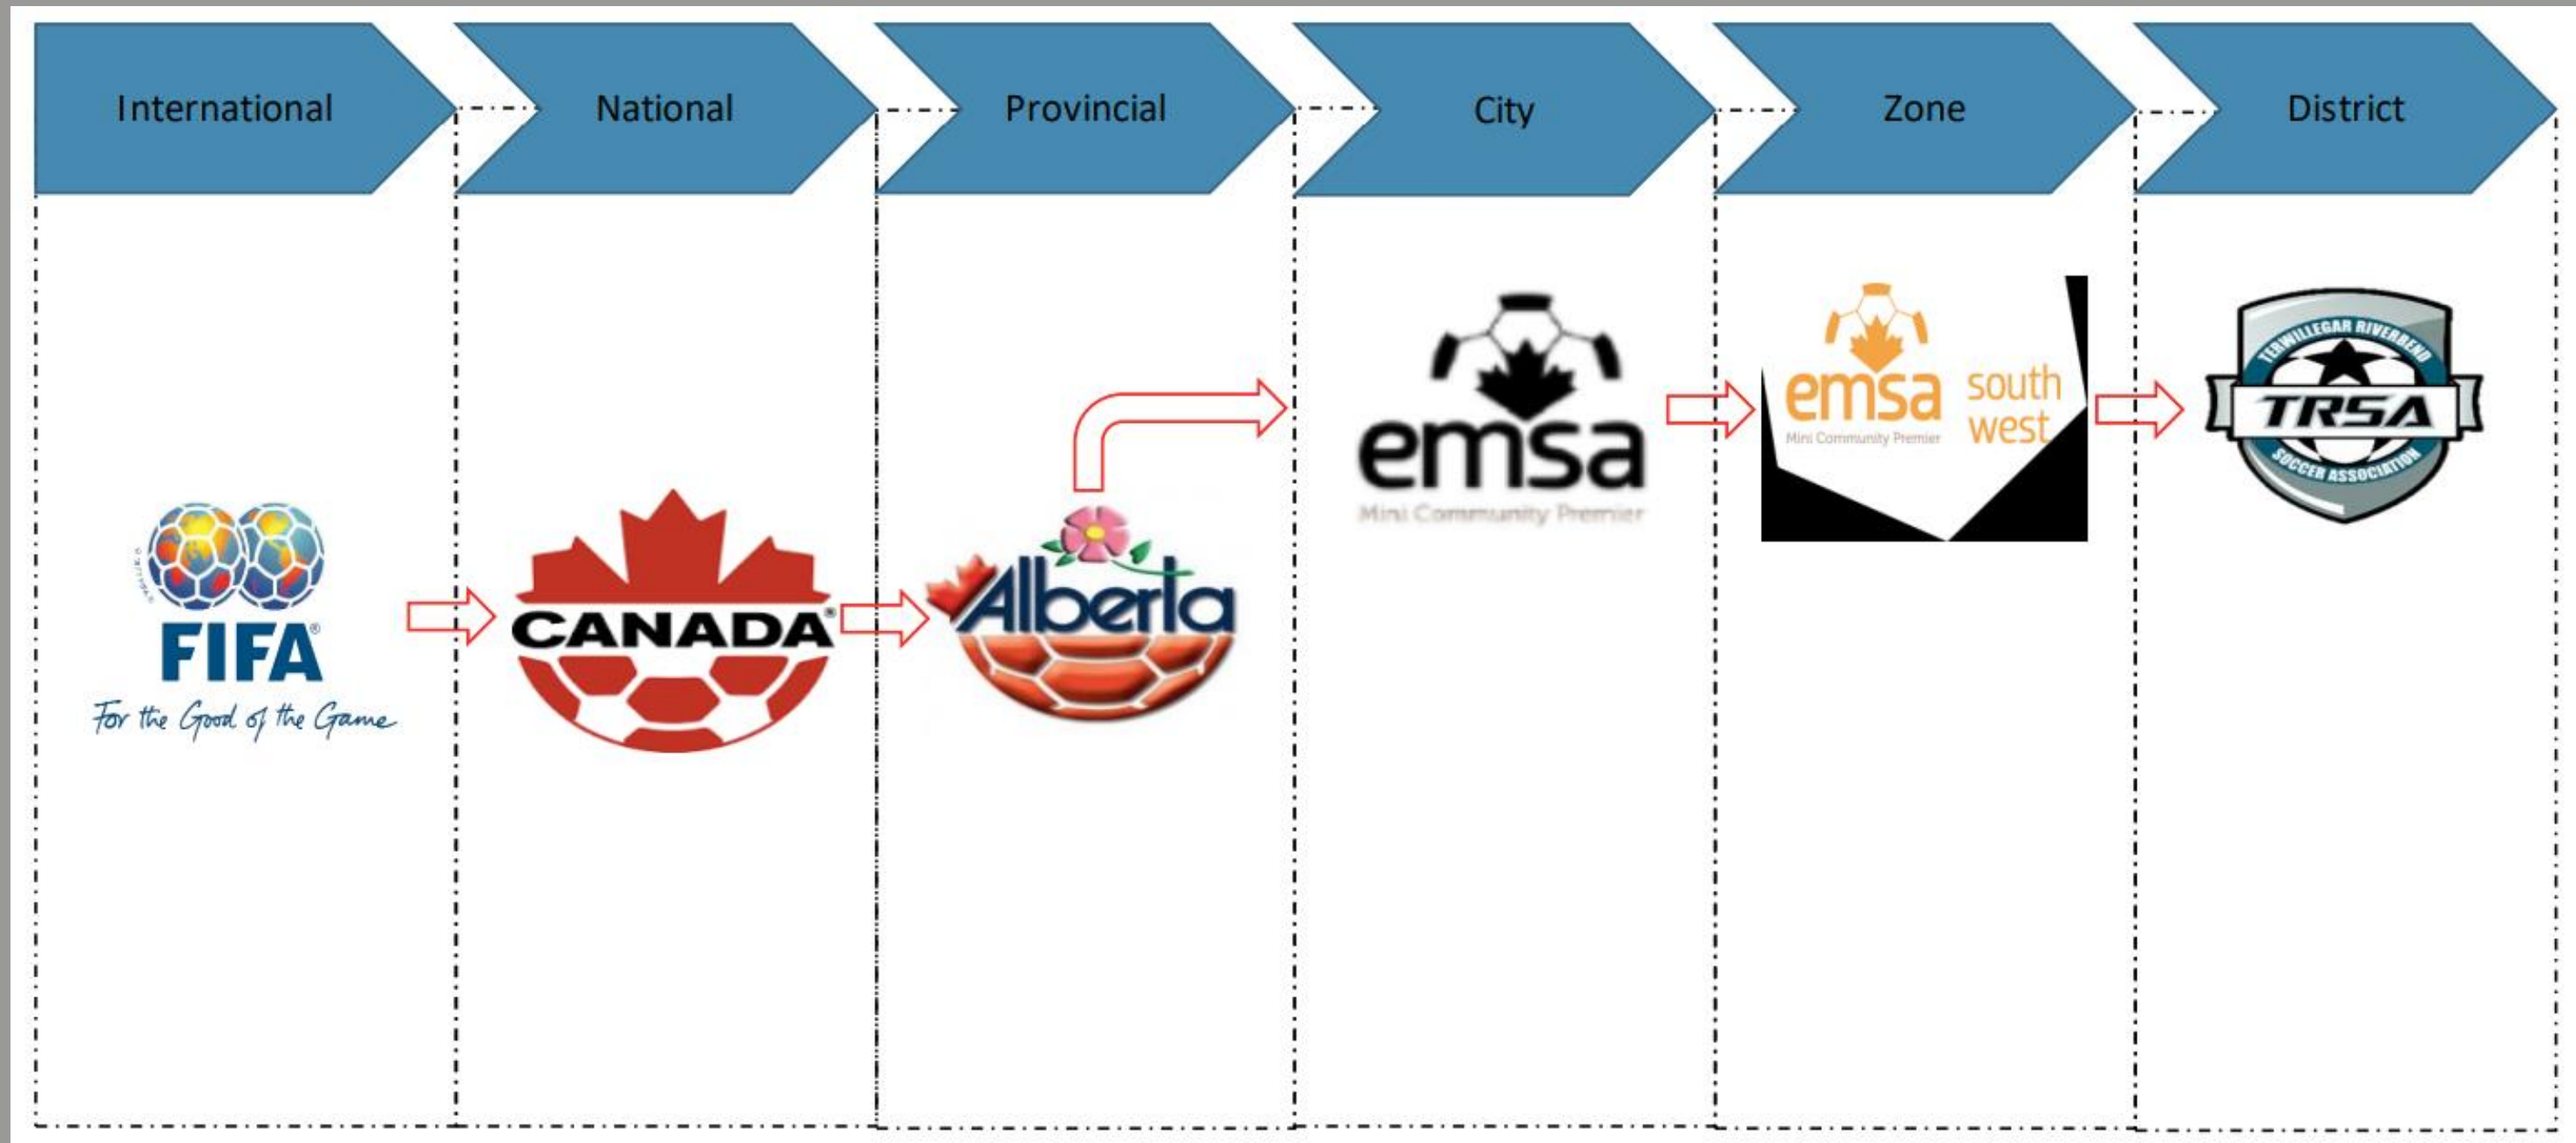 International
National
Provincial
City
Zone
District
FIFA®
For the Good of the Game
CANADA®
Alberta
emsa
Mini Community Premier
emsa
Mini Community Premier
south
west
TERWILLEGAR RIVERBEND
TRSA
SOCCER ASSOCIATION